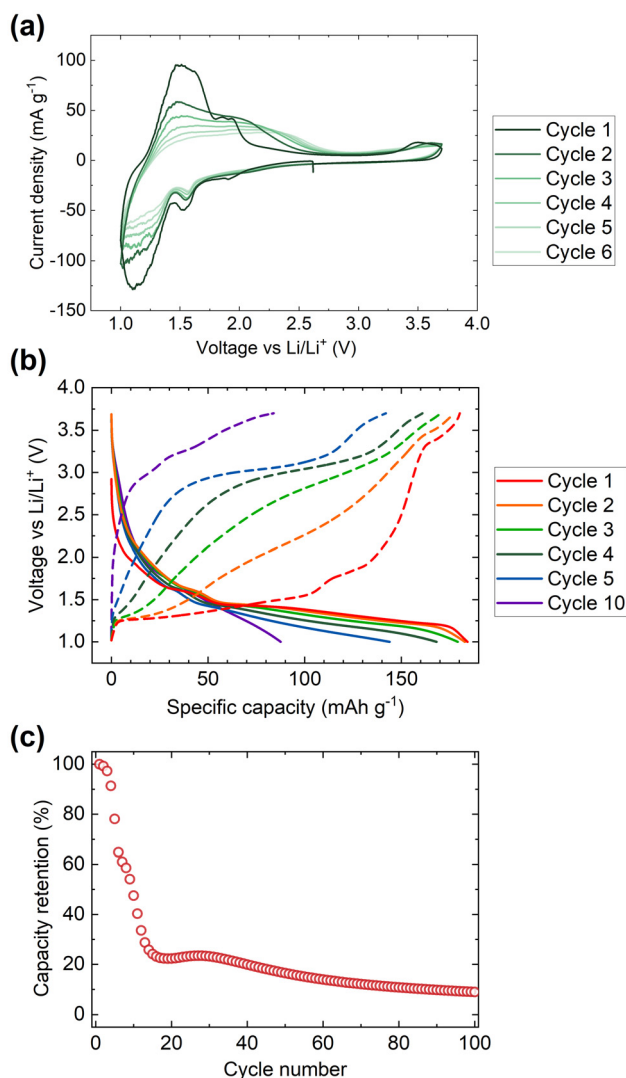 (a)
100
50
0
-50
-100
-150
Current density (mA g⁻¹)
1.0 1.5 2.0 2.5 3.0 3.5 4.0
Voltage vs Li/Li⁺ (V)
Cycle 1
Cycle 2
Cycle 3
Cycle 4
Cycle 5
Cycle 6
(b)
4.0
3.5
3.0
2.5
2.0
1.5
1.0
Voltage vs Li/Li⁺ (V)
0 50 100 150
Specific capacity (mAh g⁻¹)
Cycle 1
Cycle 2
Cycle 3
Cycle 4
Cycle 5
Cycle 10
(c)
100
80
60
40
20
0
Capacity retention (%)
0 20 40 60 80 100
Cycle number